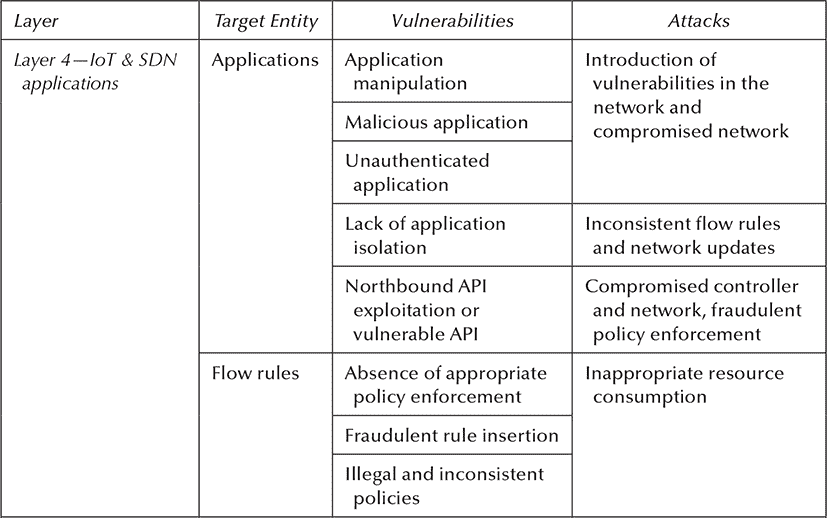 Layer Target Entity Vulnerabilities Attacks
Layer 4—IoT & SDN
applications
Applications
Application
manipulation
Introduction of
vulnerabilities in the
network and
compromised network
Malicious application
Unauthenticated
application
Lack of application
isolation
Inconsistent flow rules
and network updates
Northbound API
exploitation or
vulnerable API
Compromised controller
and network, fraudulent
policy enforcement
Flow rules
Absence of appropriate
policy enforcement
Inappropriate resource
consumption
Fraudulent rule insertion
Illegal and inconsistent
policies